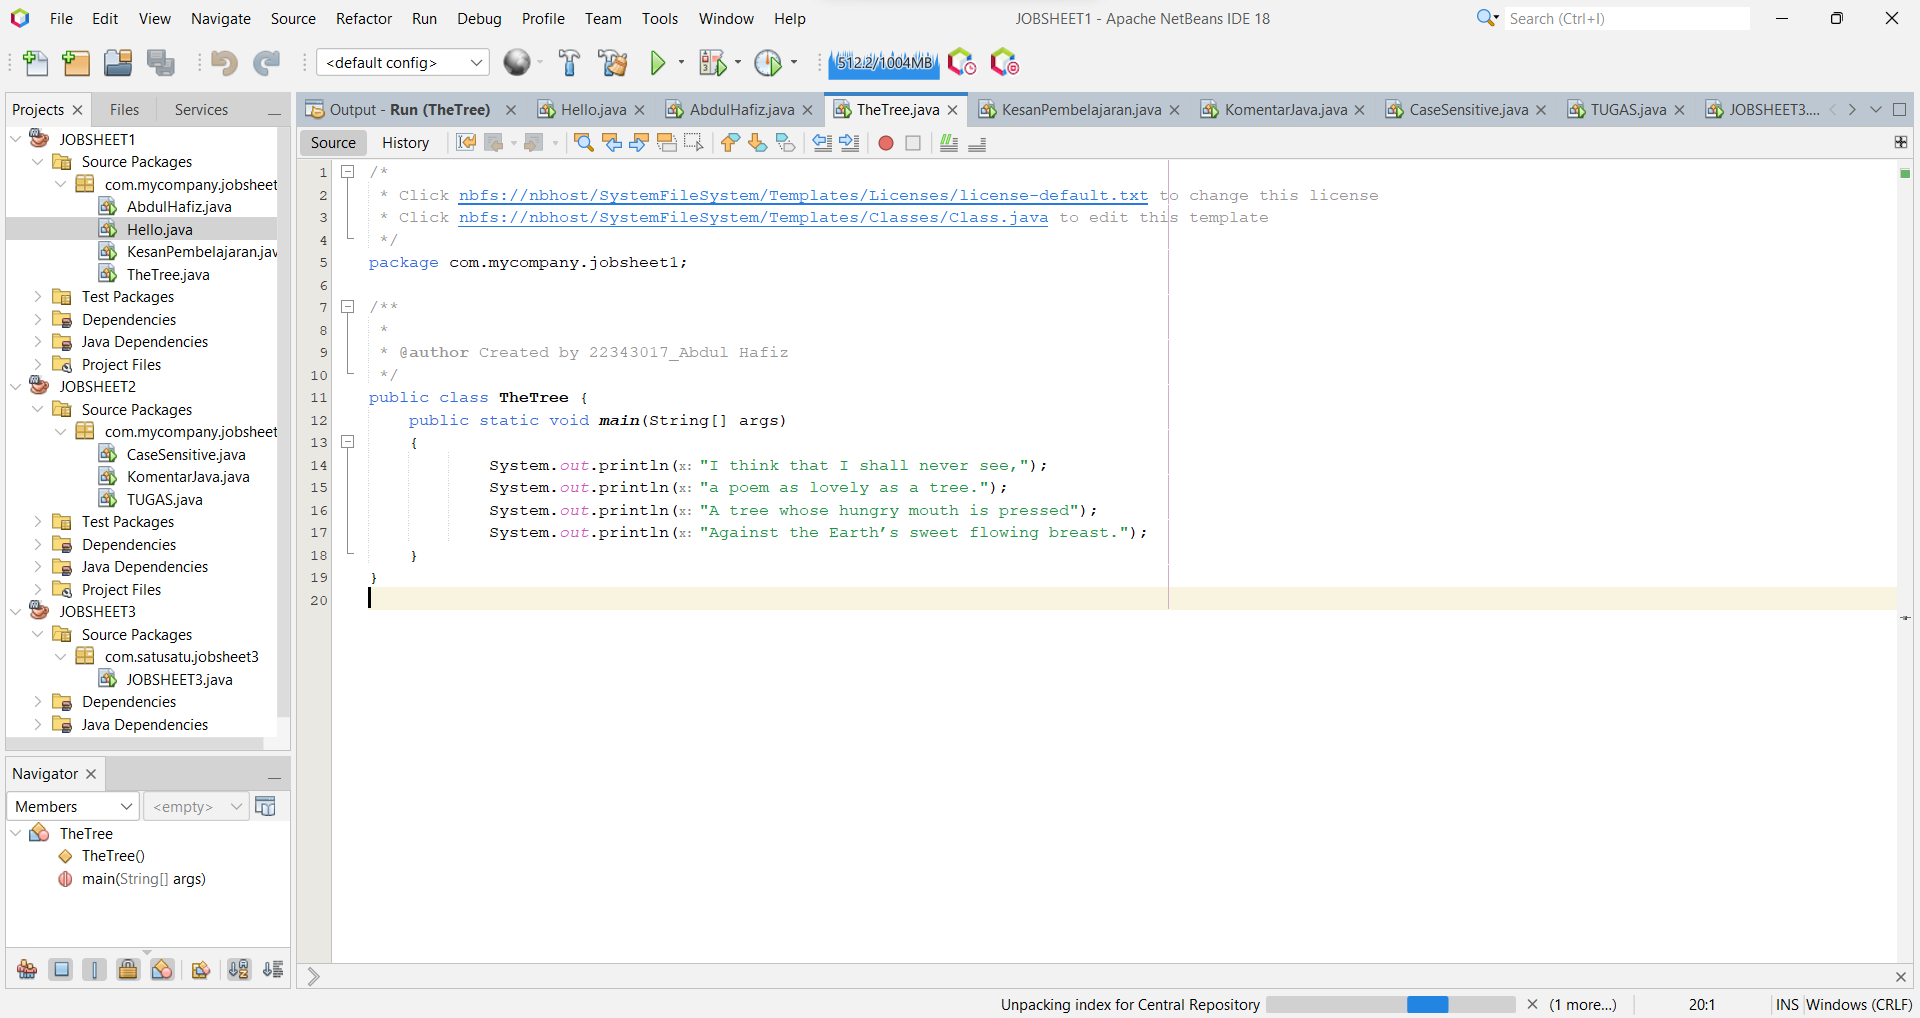 File Edit View Navigate Source Refactor Run Debug Profile Team Tools Window Help
JOBSHEET1 - Apache NetBeans IDE 18
Search (Ctrl+I)
<default config>
512.2/1004MB
Projects Files Services
Output - Run (TheTree) Hello.java AbdulHafiz.java TheTree.java KesanPembelajaran.java KomentarJava.java CaseSensitive.java TUGAS.java JOBSHEET3....
Source History
JOBSHEET1
Source Packages
com.mycompany.jobsheet
AbdulHafiz.java
Hello.java
KesanPembelajaran.jav
TheTree.java
Test Packages
Dependencies
Java Dependencies
Project Files
JOBSHEET2
Source Packages
com.mycompany.jobsheet
CaseSensitive.java
KomentarJava.java
TUGAS.java
Test Packages
Dependencies
Java Dependencies
Project Files
JOBSHEET3
Source Packages
com.satusatu.jobsheet3
JOBSHEET3.java
Dependencies
Java Dependencies
Navigator
Members <empty>
TheTree
TheTree()
main(String[] args)
1 /*
2 * Click nbfs://nbhost/SystemFileSystem/Templates/Licenses/license-default.txt to change this license
3 * Click nbfs://nbhost/SystemFileSystem/Templates/Classes/Class.java to edit this template
4 */
5 package com.mycompany.jobsheet1;
6
7 /**
8 *
9 * @author Created by 22343017_Abdul Hafiz
10 */
11 public class TheTree {
12 public static void main(String[] args)
13 {
14 System.out.println(x: "I think that I shall never see,");
15 System.out.println(x: "a poem as lovely as a tree.");
16 System.out.println(x: "A tree whose hungry mouth is pressed");
17 System.out.println(x: "Against the Earth’s sweet flowing breast.");
18 }
19 }
20
Unpacking index for Central Repository (1 more...) 20:1 INS Windows (CRLF)